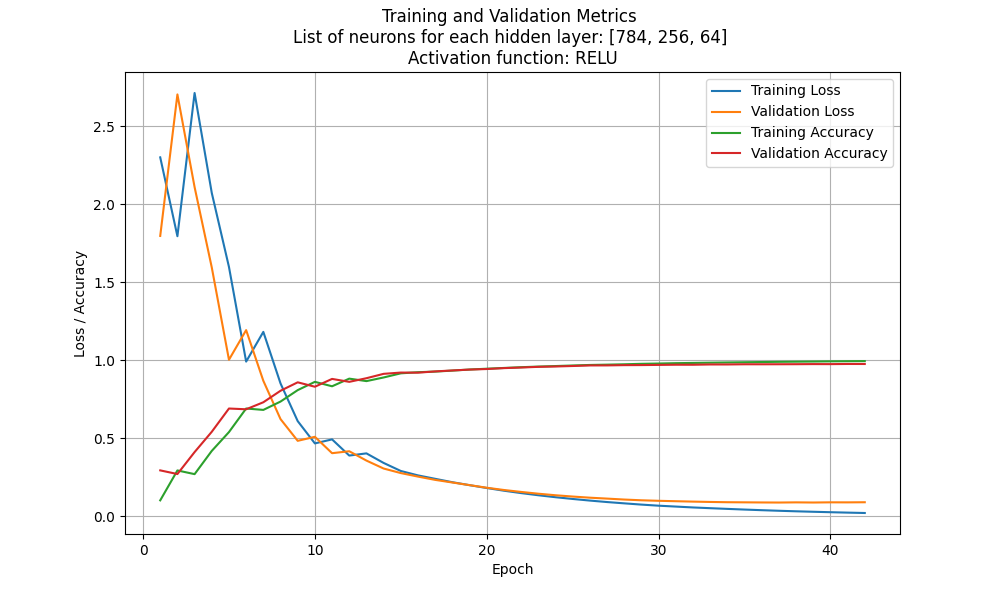 Training and Validation Metrics
List of neurons for each hidden layer: [784, 256, 64]
Activation function: RELU
Training Loss
Validation Loss
Training Accuracy
Validation Accuracy
Loss / Accuracy
2.5
2.0
1.5
1.0
0.5
0.0
0 10 20 30 40
Epoch